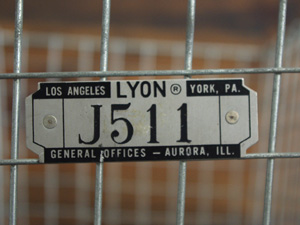 LOS ANGELES LYON® YORK, PA.
J511
GENERAL OFFICES — AURORA, ILL.